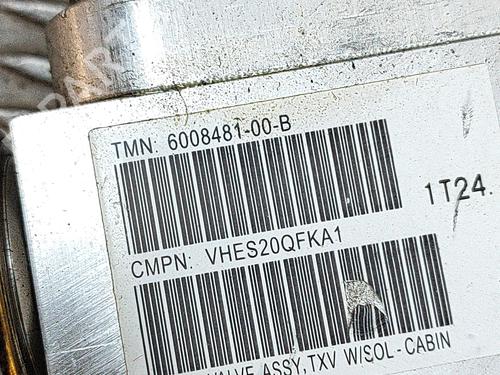 TMN: 6008481-00-B
1T24.
CMPN: VHES20QFKA1
VALVE ASSY, TXV W/SOL - CABIN